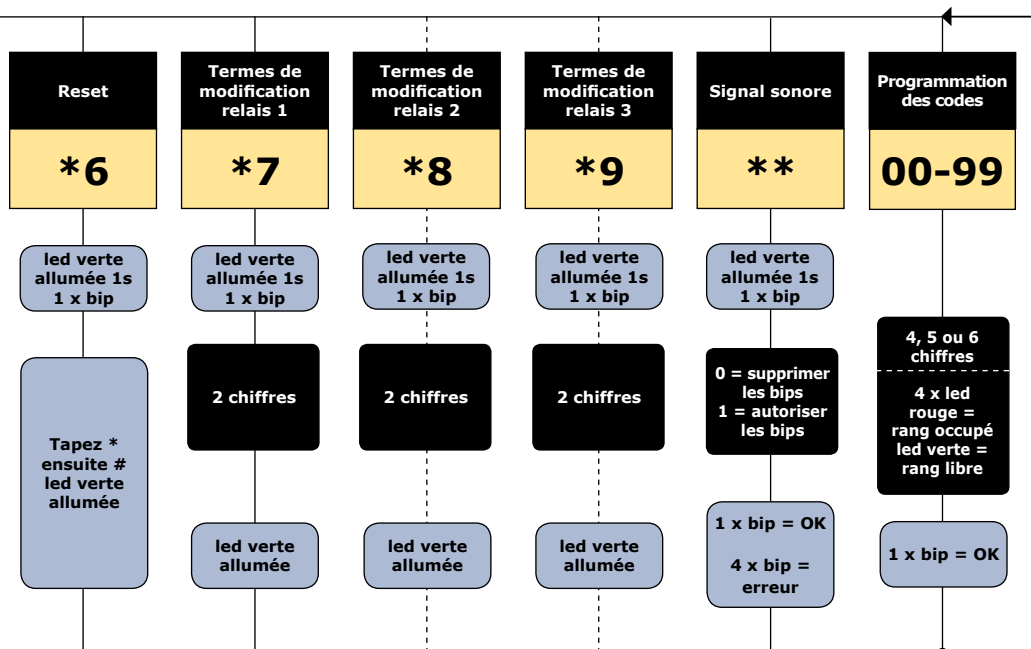 Reset
*6
led verte
allumée 1s
1 x bip
Tapez *
ensuite #
led verte
allumée
Termes de
modification
relais 1
*7
led verte
allumée 1s
1 x bip
2 chiffres
led verte
allumée
Termes de
modification
relais 2
*8
led verte
allumée 1s
1 x bip
2 chiffres
led verte
allumée
Termes de
modification
relais 3
*9
led verte
allumée 1s
1 x bip
2 chiffres
led verte
allumée
Signal sonore
**
led verte
allumée 1s
1 x bip
0 = supprimer
les bips
1 = autoriser
les bips
1 x bip = OK
4 x bip =
erreur
Programmation
des codes
00-99
4, 5 ou 6
chiffres
4 x led
rouge =
rang occupé
led verte =
rang libre
1 x bip = OK